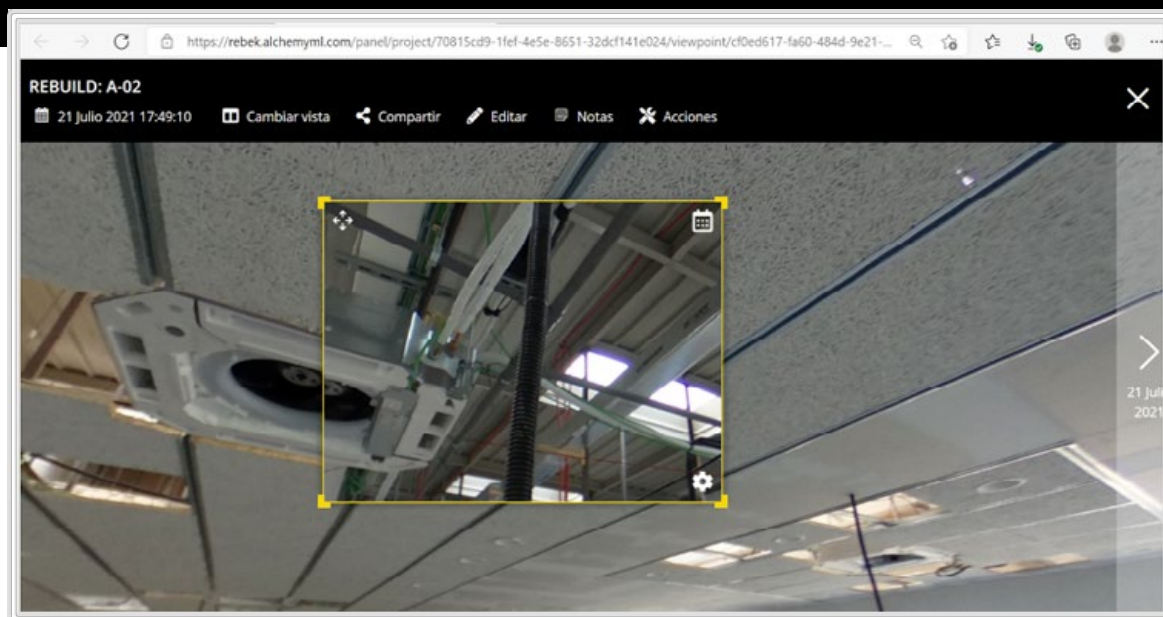 https://rebek.alchemyml.com/panel/project/70815cd9-1fef-4e5e-8651-32dcf141e024/viewpoint/cf0ed617-fa60-484d-9e21-...
REBUILD: A-02
21 Julio 2021 17:49:10 Cambiar vista Compartir Editar Notas Acciones
21 Juli
2021